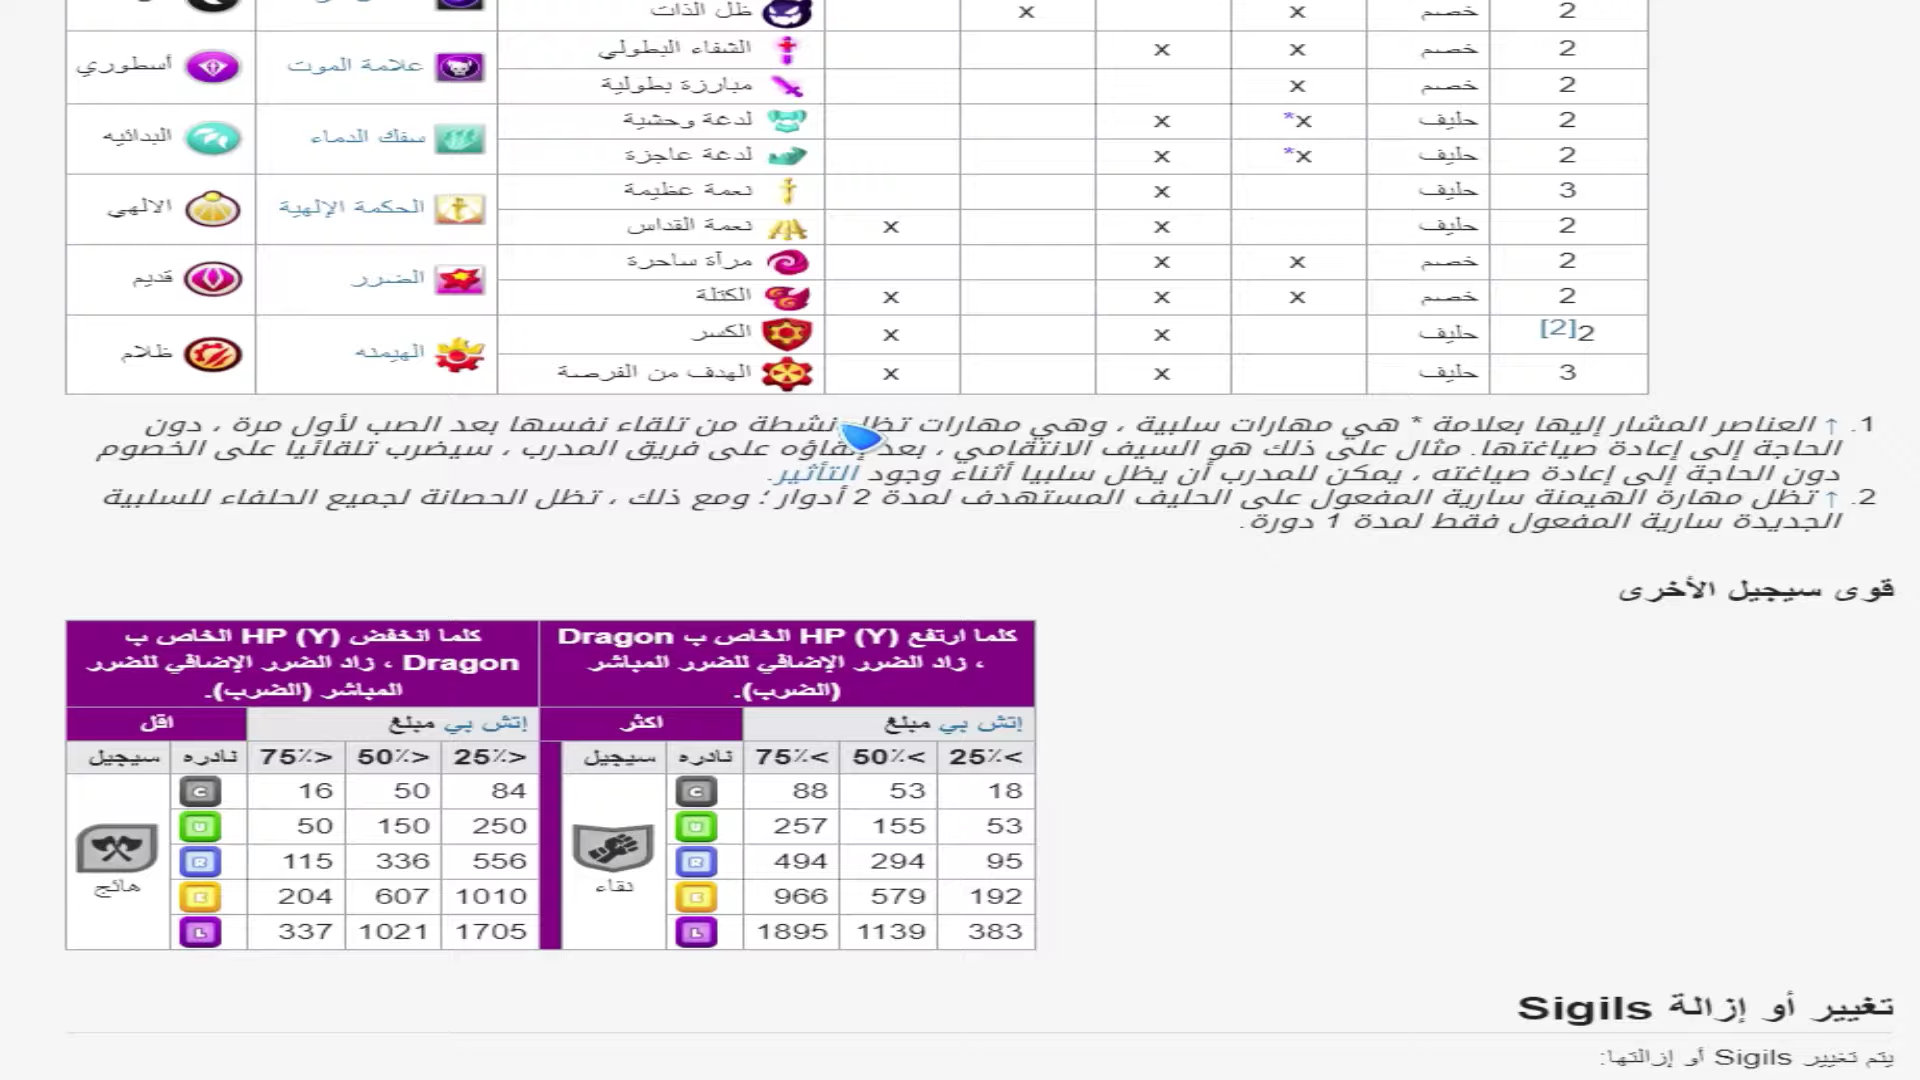 2 خصم x x ظل الذات
2 خصم x x الشفاء البطولي علامة الموت أسطوري
2 خصم x مبارزة بطولية
2 حليف x* x لدغة وحشية سفك الدماء البدائيه
2 حليف x* x لدغة عاجزة
3 حليف x نعمة عظيمة الحكمة الإلهية الالهي
2 حليف x x نعمة القداس
2 خصم x x مرآة ساحرة الضرر قديم
2 خصم x x x الكتلة
2[2] حليف x x الكسر الهيمنه ظلام
3 حليف x x الهدف من الفرصة
1. ↑ العناصر المشار إليها بعلامة * هي مهارات سلبية ، وهي مهارات تظل نشطة من تلقاء نفسها بعد الصب لأول مرة ، دون
الحاجة إلى إعادة صياغتها. مثال على ذلك هو السيف الانتقامي ، بعد إلقاؤه على فريق المدرب ، سيضرب تلقائيا على الخصوم
دون الحاجة إلى إعادة صياغته ، يمكن للمدرب أن يظل سلبيا أثناء وجود التأثير.
2. ↑ تظل مهارة الهيمنة سارية المفعول على الحليف المستهدف لمدة 2 أدوار ؛ ومع ذلك ، تظل الحصانة لجميع الحلفاء للسلبية
الجديدة سارية المفعول فقط لمدة 1 دورة.
قوى سيجيل الأخرى
كلما ارتفع HP (Y) الخاص ب Dragon
، زاد الضرر الإضافي للضرر المباشر
(الضرب).
كلما انخفض HP (Y) الخاص ب
Dragon ، زاد الضرر الإضافي للضرر
المباشر (الضرب).
إتش بي مبلغ اكثر إتش بي مبلغ اقل
25٪> 50٪> 75٪> نادره سيجيل 25٪< 50٪< 75٪< نادره سيجيل
18 53 88 C 84 50 16 C
53 155 257 U 250 150 50 U
95 294 494 R 556 336 115 R
نقاء هائج
192 579 966 E 1010 607 204 E
383 1139 1895 L 1705 1021 337 L
تغيير أو إزالة Sigils
يتم تغيير Sigils أو إزالتها: